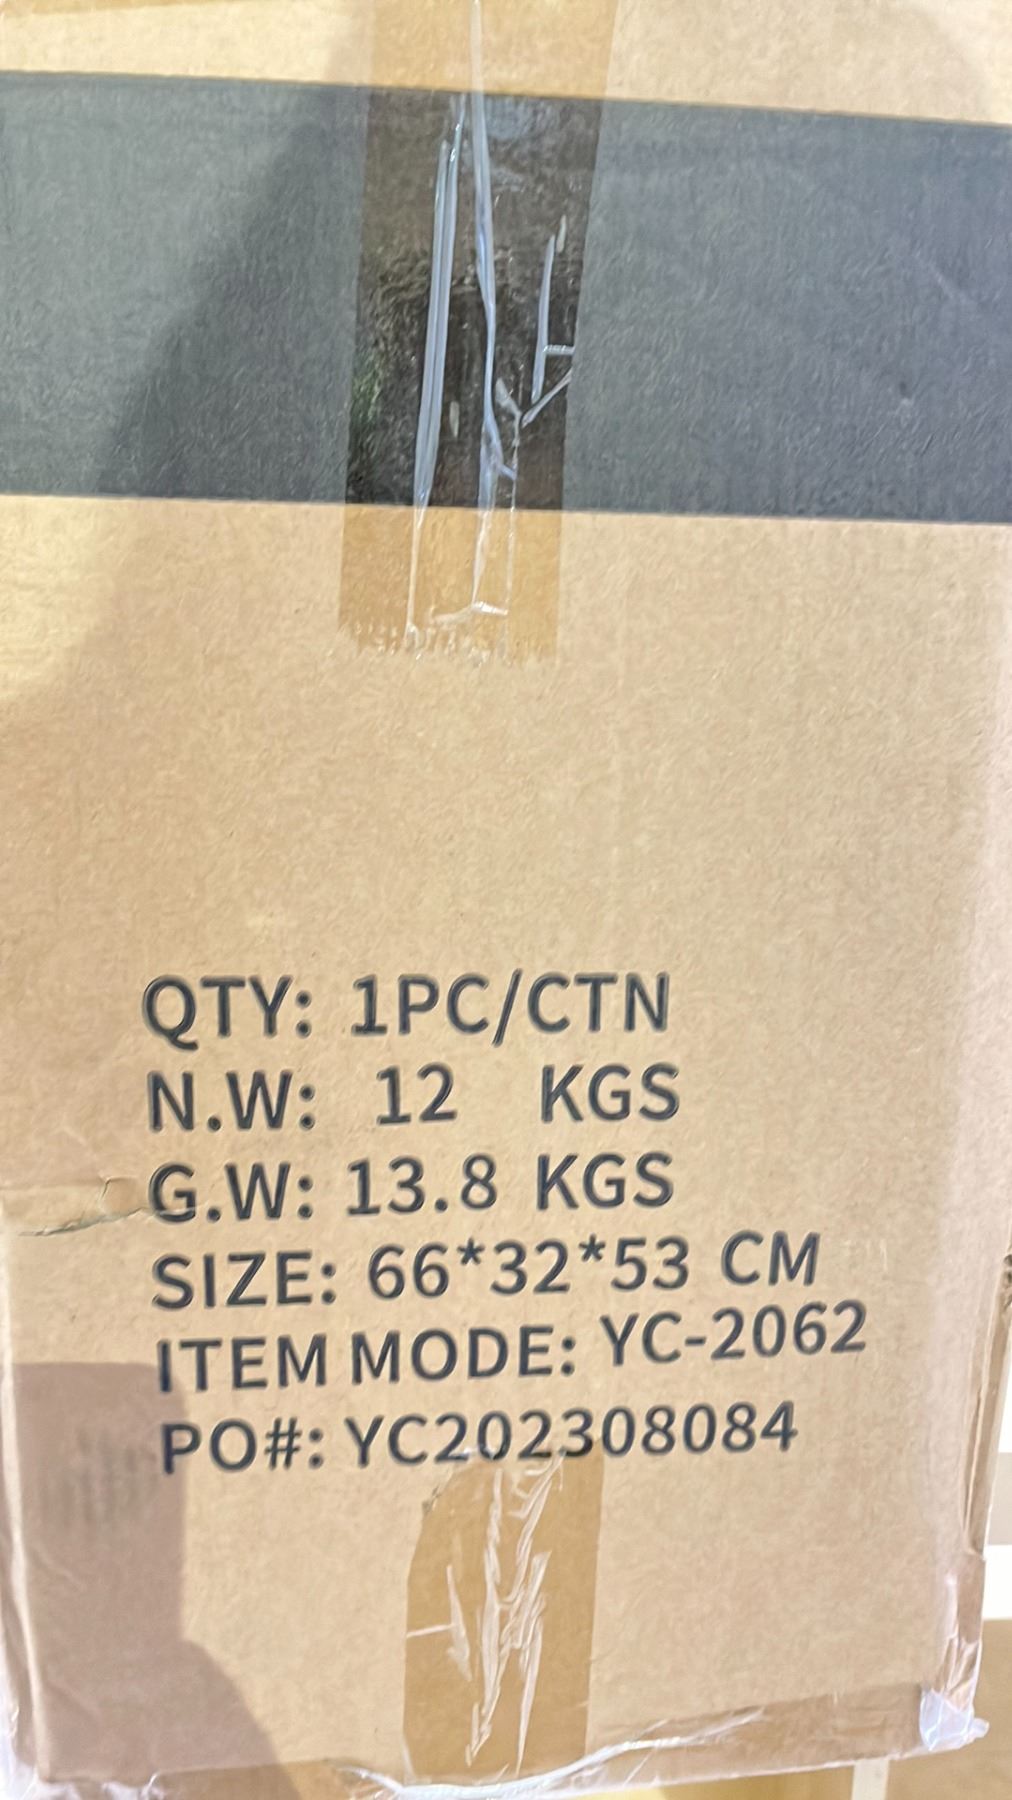 QTY: 1PC/CTN
N.W: 12 KGS
G.W: 13.8 KGS
SIZE: 66*32*53 CM
ITEM MODE: YC-2062
PO#: YC202308084